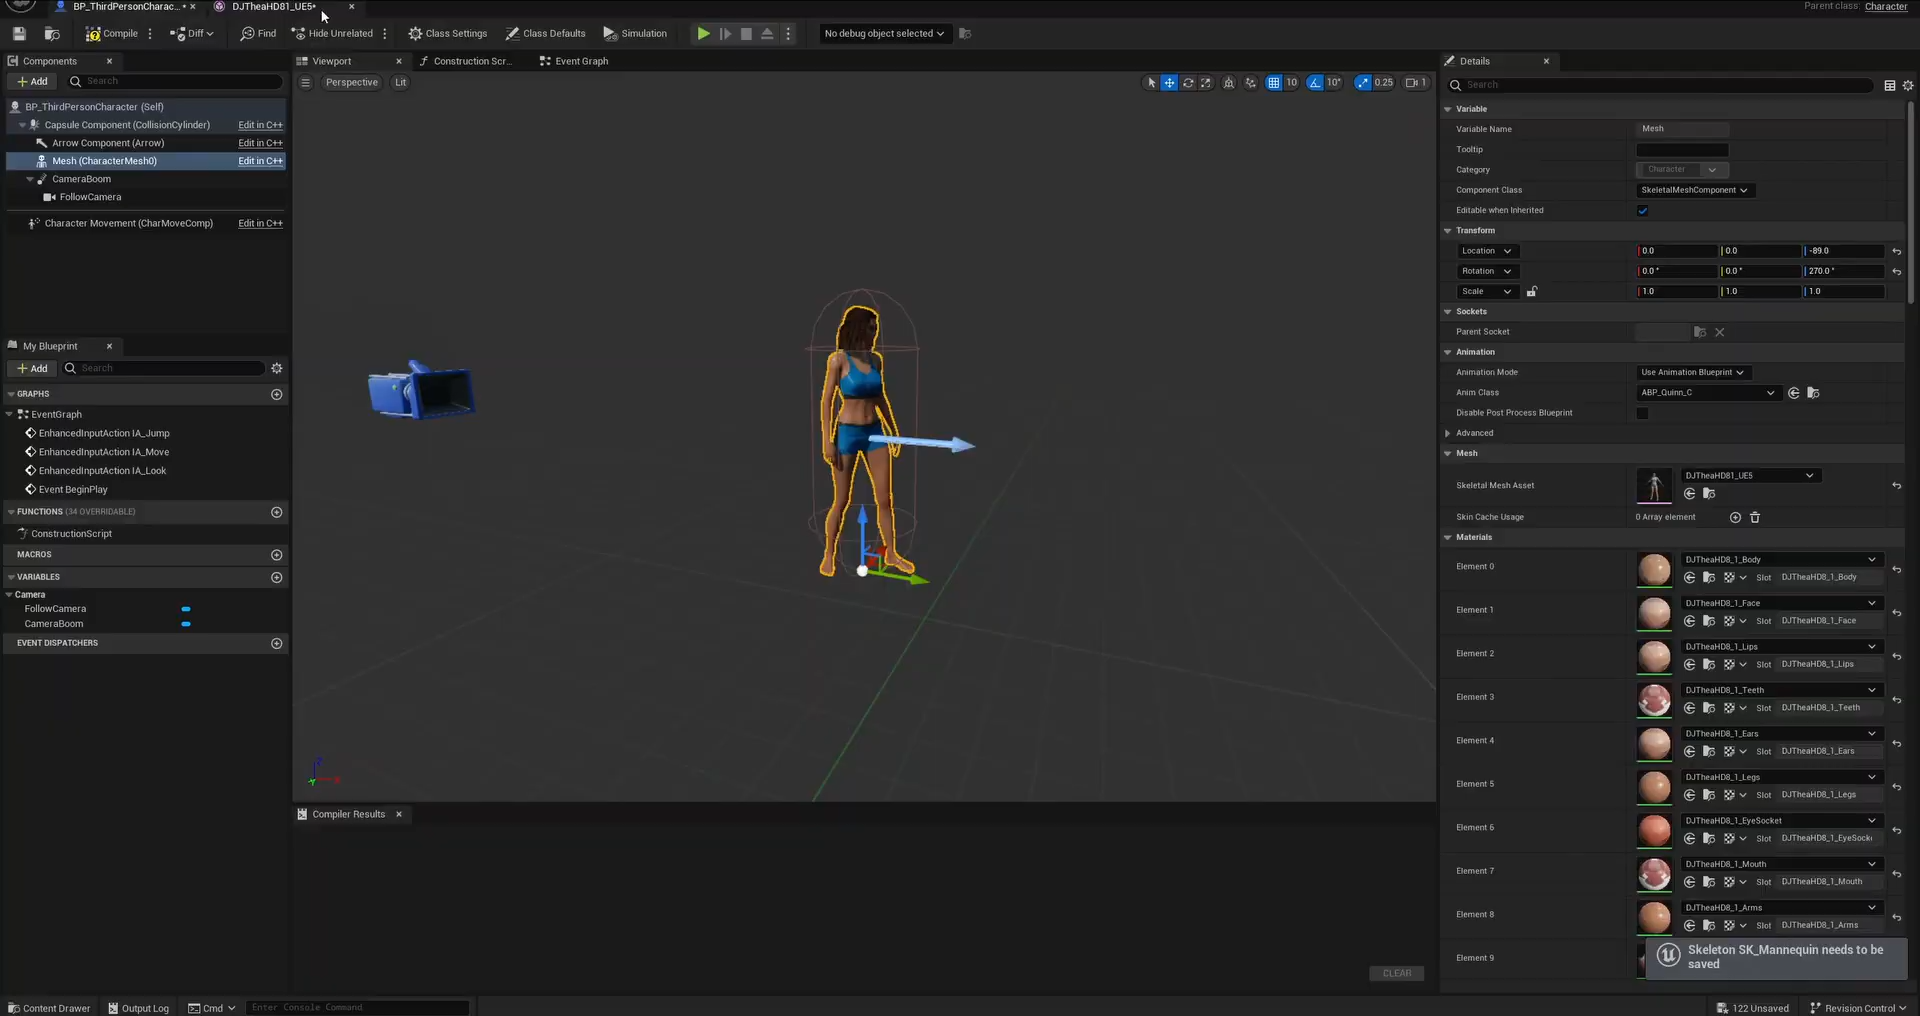 BP_ThirdPersonCharac... •
DJTheaHD81_UE5•
Parent class: Character
Compile
Diff
Find
Hide Unrelated
Class Settings
Class Defaults
Simulation
No debug object selected
Components
Add
Search
BP_ThirdPersonCharacter (Self)
Capsule Component (CollisionCylinder) Edit in C++
Arrow Component (Arrow) Edit in C++
Mesh (CharacterMesh0) Edit in C++
CameraBoom
FollowCamera
Character Movement (CharMoveComp) Edit in C++
My Blueprint
Add
Search
GRAPHS
EventGraph
EnhancedInputAction IA_Jump
EnhancedInputAction IA_Move
EnhancedInputAction IA_Look
Event BeginPlay
FUNCTIONS (34 OVERRIDABLE)
ConstructionScript
MACROS
VARIABLES
Camera
FollowCamera
CameraBoom
EVENT DISPATCHERS
Viewport
Construction Scr...
Event Graph
Perspective
Lit
10
10°
0.25
1
Compiler Results
CLEAR
Details
Search
Variable
Variable Name Mesh
Tooltip
Category Character
Component Class SkeletalMeshComponent
Editable when Inherited
Transform
Location 0.0 0.0 -89.0
Rotation 0.0 ° 0.0 ° 270.0 °
Scale 1.0 1.0 1.0
Sockets
Parent Socket
Animation
Animation Mode Use Animation Blueprint
Anim Class ABP_Quinn_C
Disable Post Process Blueprint
Advanced
Mesh
Skeletal Mesh Asset DJTheaHD81_UE5
Skin Cache Usage 0 Array element
Materials
Element 0 DJTheaHD8_1_Body
Slot DJTheaHD8_1_Body
Element 1 DJTheaHD8_1_Face
Slot DJTheaHD8_1_Face
Element 2 DJTheaHD8_1_Lips
Slot DJTheaHD8_1_Lips
Element 3 DJTheaHD8_1_Teeth
Slot DJTheaHD8_1_Teeth
Element 4 DJTheaHD8_1_Ears
Slot DJTheaHD8_1_Ears
Element 5 DJTheaHD8_1_Legs
Slot DJTheaHD8_1_Legs
Element 6 DJTheaHD8_1_EyeSocket
Slot DJTheaHD8_1_EyeSock
Element 7 DJTheaHD8_1_Mouth
Slot DJTheaHD8_1_Mouth
Element 8 DJTheaHD8_1_Arms
Slot DJTheaHD8_1_Arms
Element 9
Skeleton SK_Mannequin needs to be
saved
Content Drawer
Output Log
Cmd
Enter Console Command
122 Unsaved
Revision Control